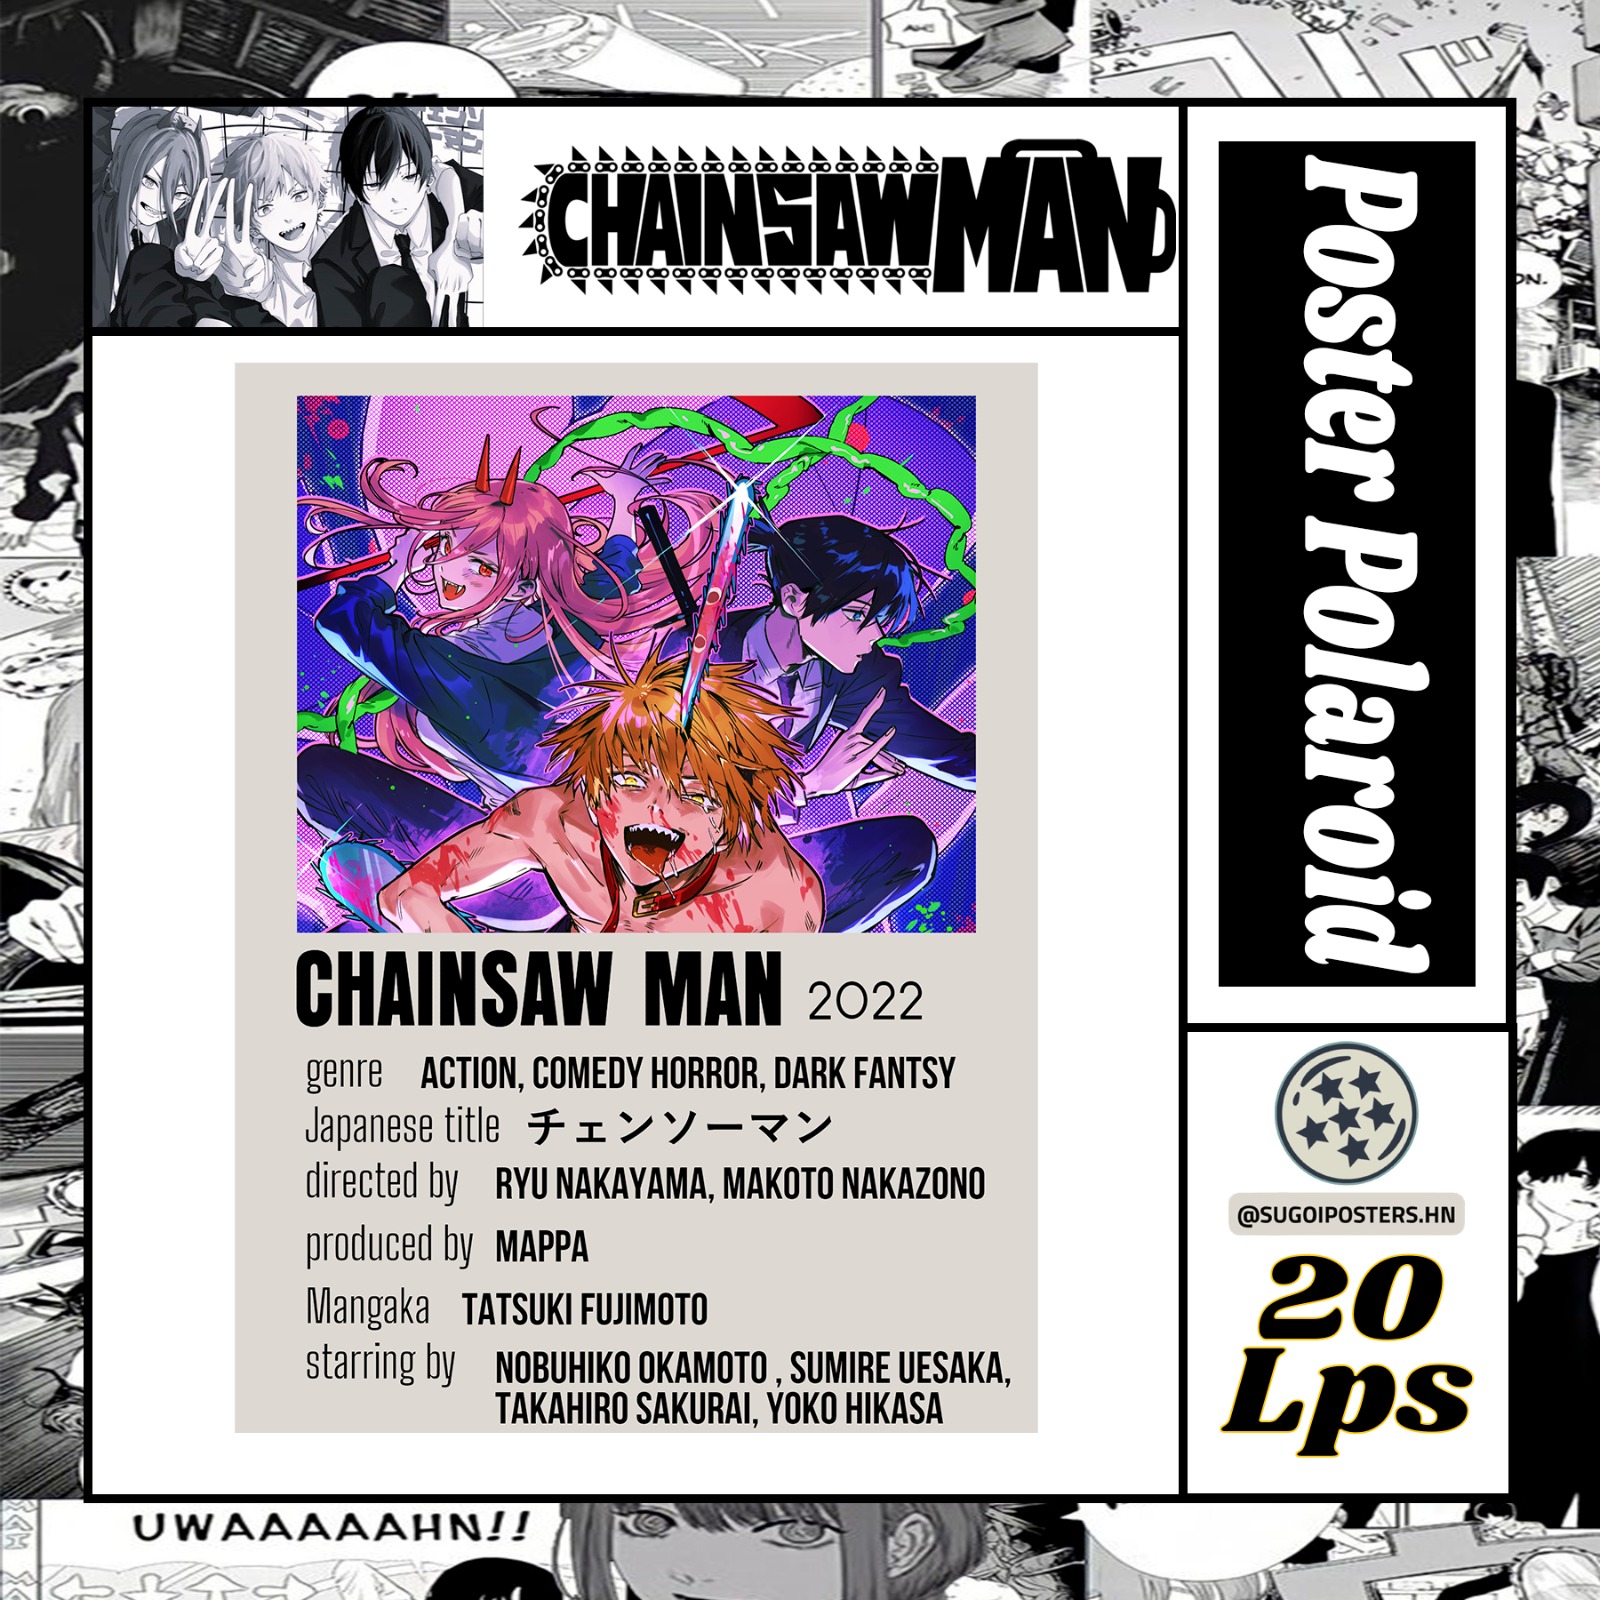 CHAINSAW MAN
Poster Polaroid
CHAINSAW MAN 2022
genre ACTION, COMEDY HORROR, DARK FANTSY
Japanese title チェンソーマン
directed by RYU NAKAYAMA, MAKOTO NAKAZONO
produced by MAPPA
Mangaka TATSUKI FUJIMOTO
starring by NOBUHIKO OKAMOTO , SUMIRE UESAKA,
TAKAHIRO SAKURAI, YOKO HIKASA
@SUGOIPOSTERS.HN
20
Lps
UWAAAAAHN!!